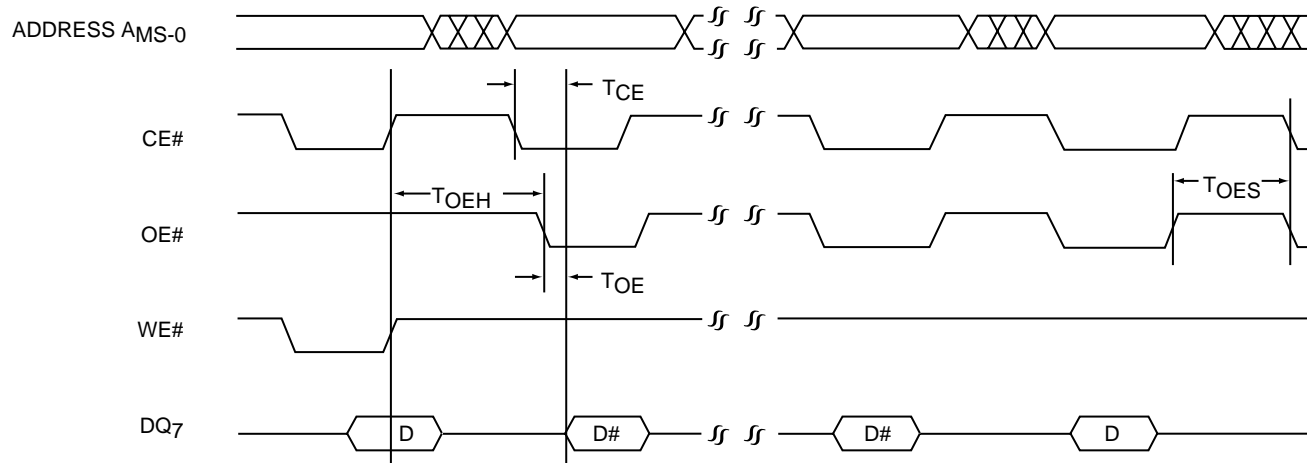 ADDRESS AMS-0
TCE
CE#
TOEH
TOES
OE#
TOE
WE#
DQ7
D
D#
D#
D